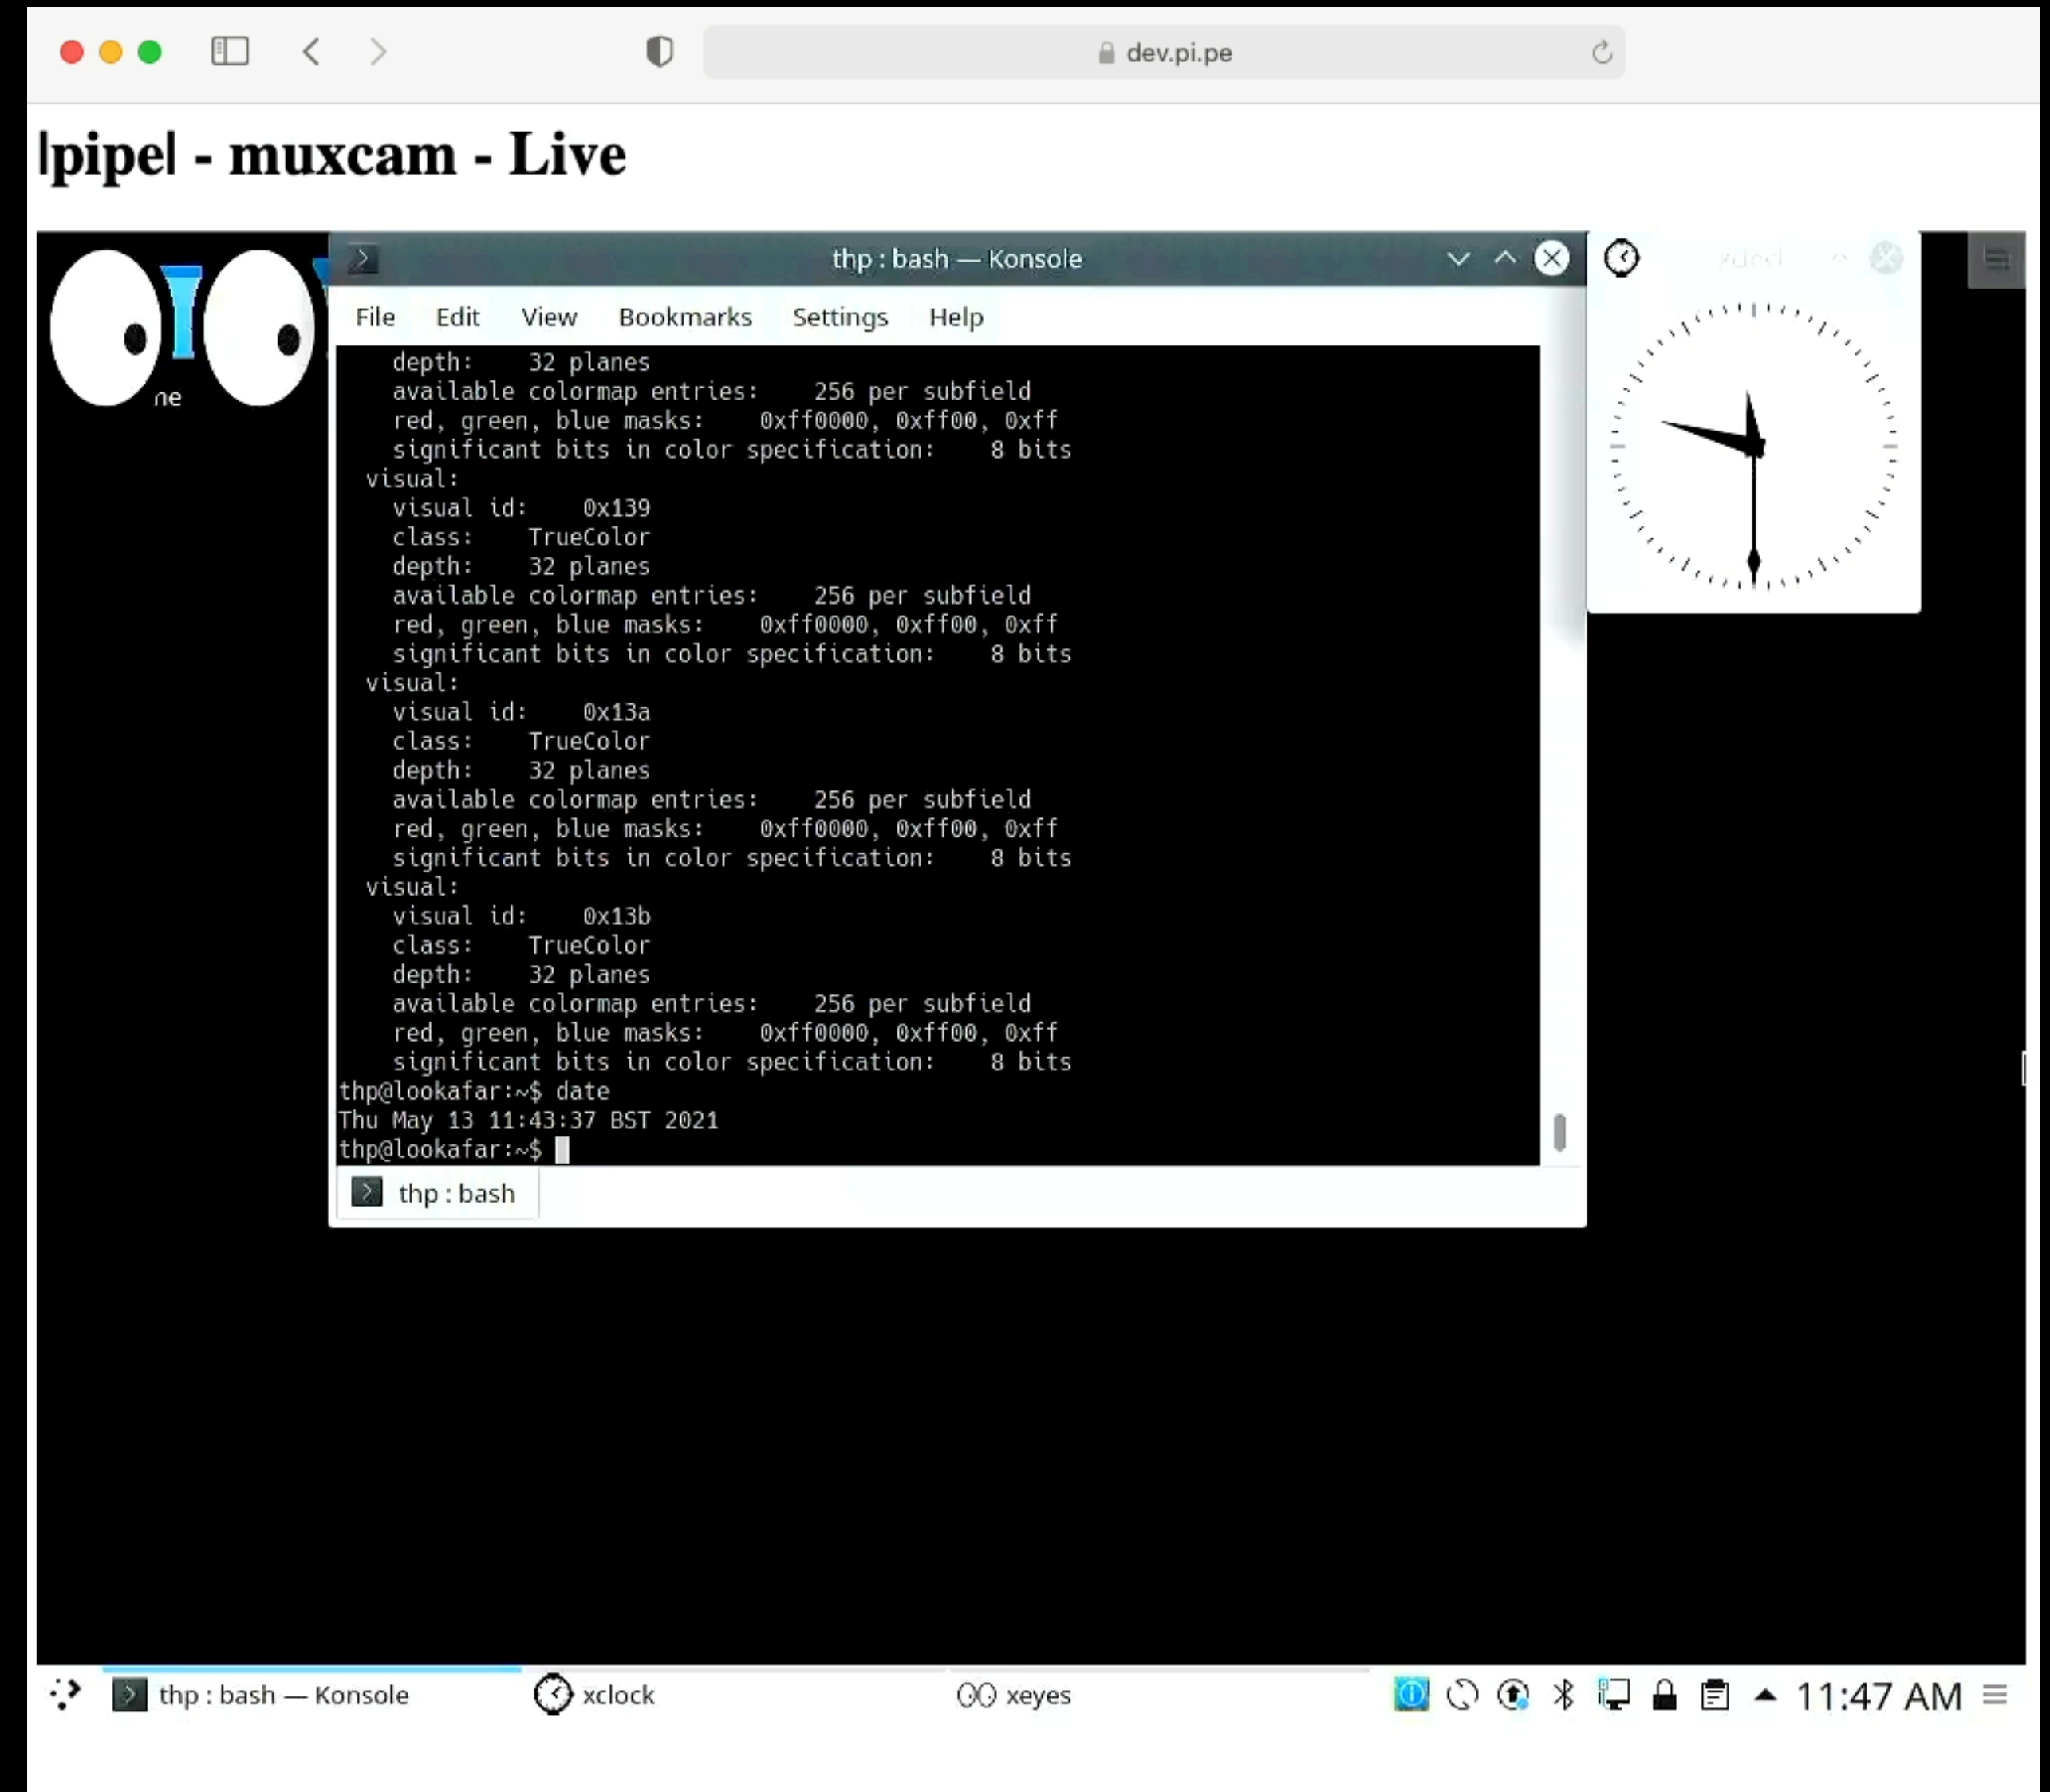 dev.pi.pe
|pipe| - muxcam - Live
thp : bash — Konsole
xclock
File Edit View Bookmarks Settings Help
depth: 32 planes
available colormap entries: 256 per subfield
red, green, blue masks: 0xff0000, 0xff00, 0xff
significant bits in color specification: 8 bits
visual:
visual id: 0x139
class: TrueColor
depth: 32 planes
available colormap entries: 256 per subfield
red, green, blue masks: 0xff0000, 0xff00, 0xff
significant bits in color specification: 8 bits
visual:
visual id: 0x13a
class: TrueColor
depth: 32 planes
available colormap entries: 256 per subfield
red, green, blue masks: 0xff0000, 0xff00, 0xff
significant bits in color specification: 8 bits
visual:
visual id: 0x13b
class: TrueColor
depth: 32 planes
available colormap entries: 256 per subfield
red, green, blue masks: 0xff0000, 0xff00, 0xff
significant bits in color specification: 8 bits
thp@lookafar:~$ date
Thu May 13 11:43:37 BST 2021
thp@lookafar:~$
thp : bash
thp : bash — Konsole
xclock
xeyes
11:47 AM